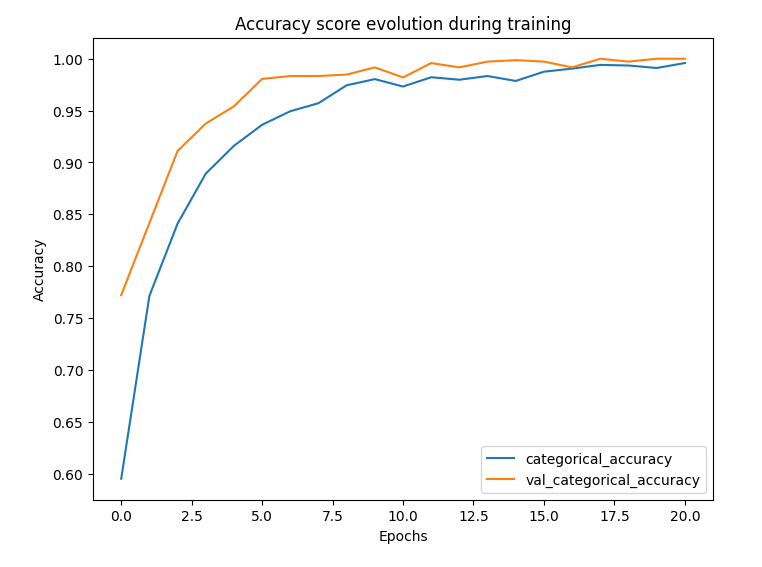 Accuracy score evolution during training
1.00
0.95
0.90
0.85
0.80
0.75
0.70
0.65
0.60
Accuracy
categorical_accuracy
val_categorical_accuracy
0.0 2.5 5.0 7.5 10.0 12.5 15.0 17.5 20.0
Epochs